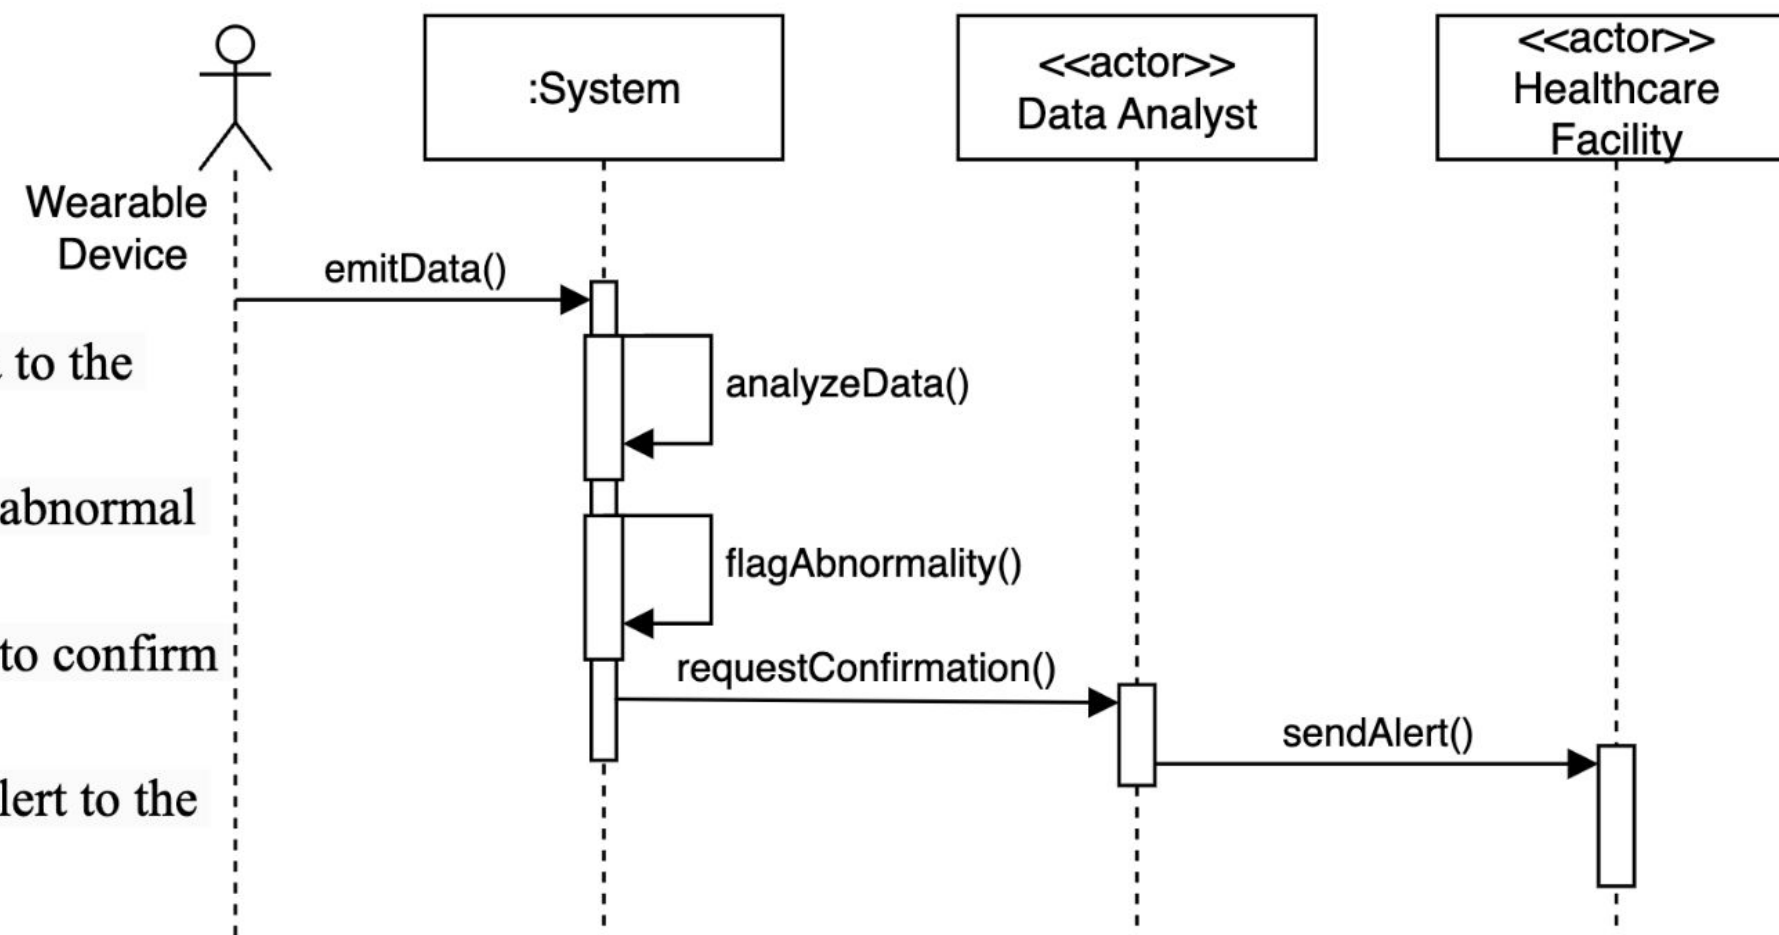 :System
<<actor>>
Data Analyst
<<actor>>
Healthcare
Facility
Wearable
Device
emitData()
to the
analyzeData()
abnormal
flagAbnormality()
to confirm
requestConfirmation()
sendAlert()
to the